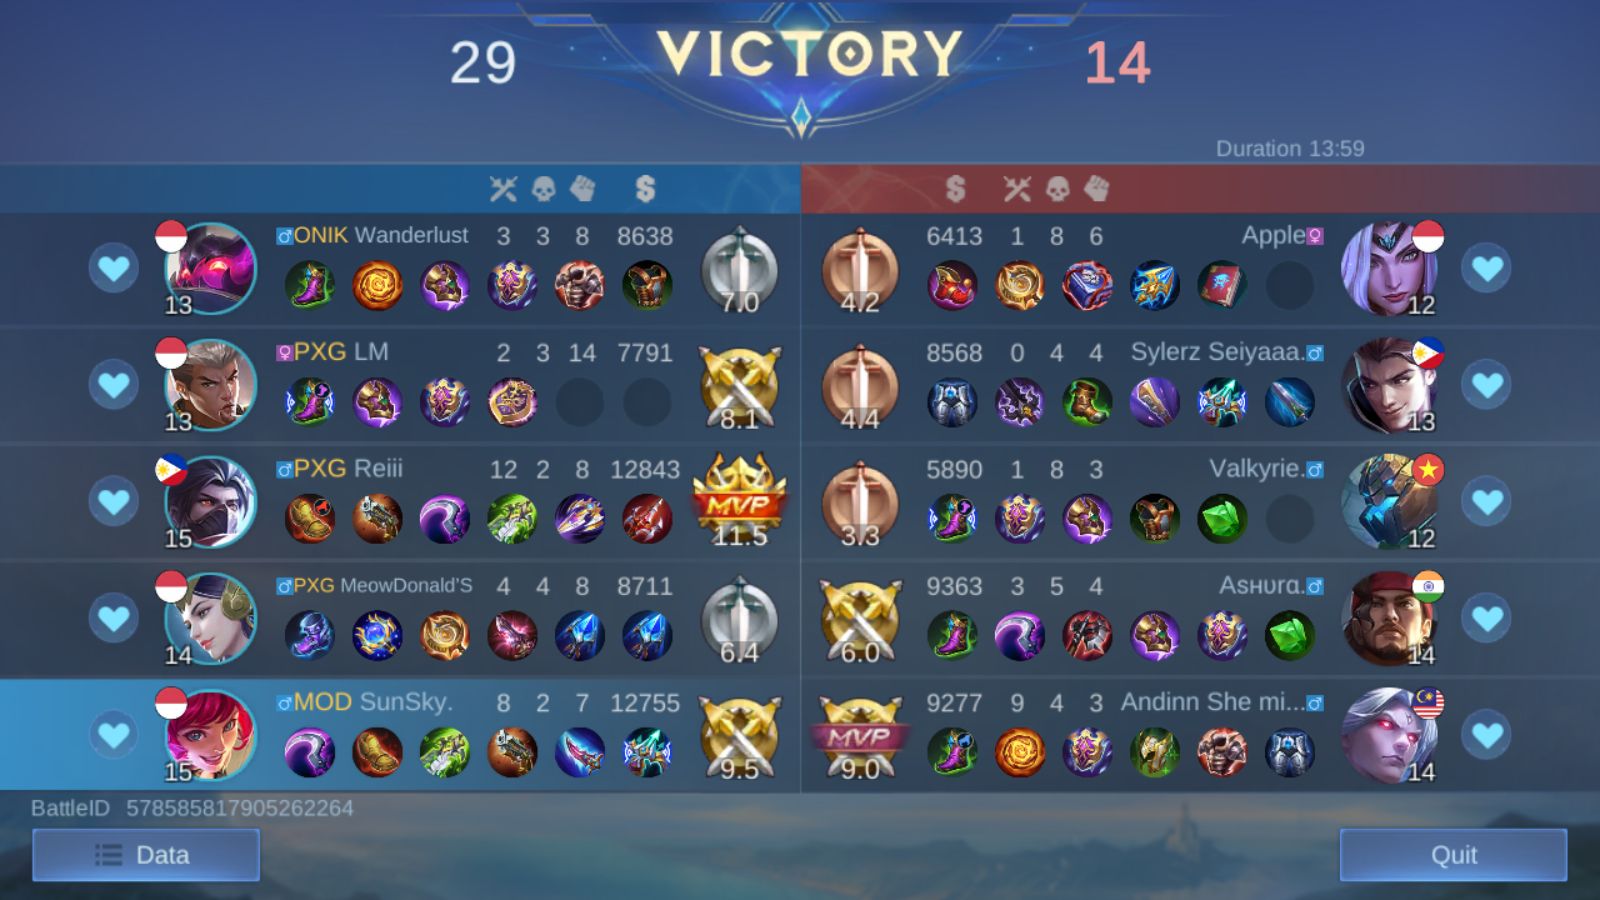 29 VICTORY 14
Duration 13:59
ONIK Wanderlust 3 3 8 8638
13 7.0
PXG LM 2 3 14 7791
13 8.1
PXG Reiii 12 2 8 12843
MVP
15 11.5
PXG MeowDonald'S 4 4 8 8711
14 6.4
MOD SunSky. 8 2 7 12755
15 9.5
6413 1 8 6 Apple
4.2 12
8568 0 4 4 Sylerz Seiyaaa.
4.4 13
5890 1 8 3 Valkyrie.
3.3 12
9363 3 5 4 Asʜᴜrɑ.
6.0 14
9277 9 4 3 Andinn She mi...
MVP
9.0 14
BattleID 578585817905262264
Data
Quit